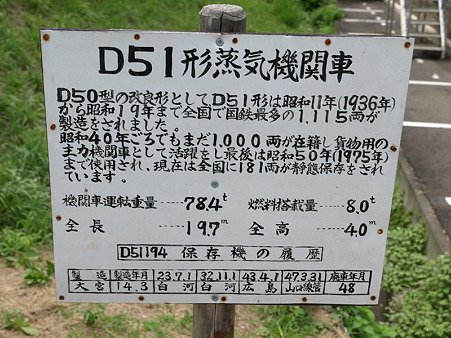 D51形蒸気機関車
D50型の改良形として,D51形は昭和11年(1936年)
から昭和19年まで全国で国鉄最多の1,115両が
製造をされました。
昭和40年ごろでもまだ1,000両が在籍し貨物用の
主力機関車として活躍をし最後は昭和50年(1975年)
まで使用され、現在は全国に181両が静態保存をされ
ています。
機関車運転重量-----78.4t 燃料搭載量-----8.0t
全長-----19.7m 全高-----4.0m
D51194 保存機の履歴
製造 製造年月 23.7.1 32.11.1 43.4.1 47.3.31 廃車年月
大宮 14.3 白河 白河 広島 山口線管 48